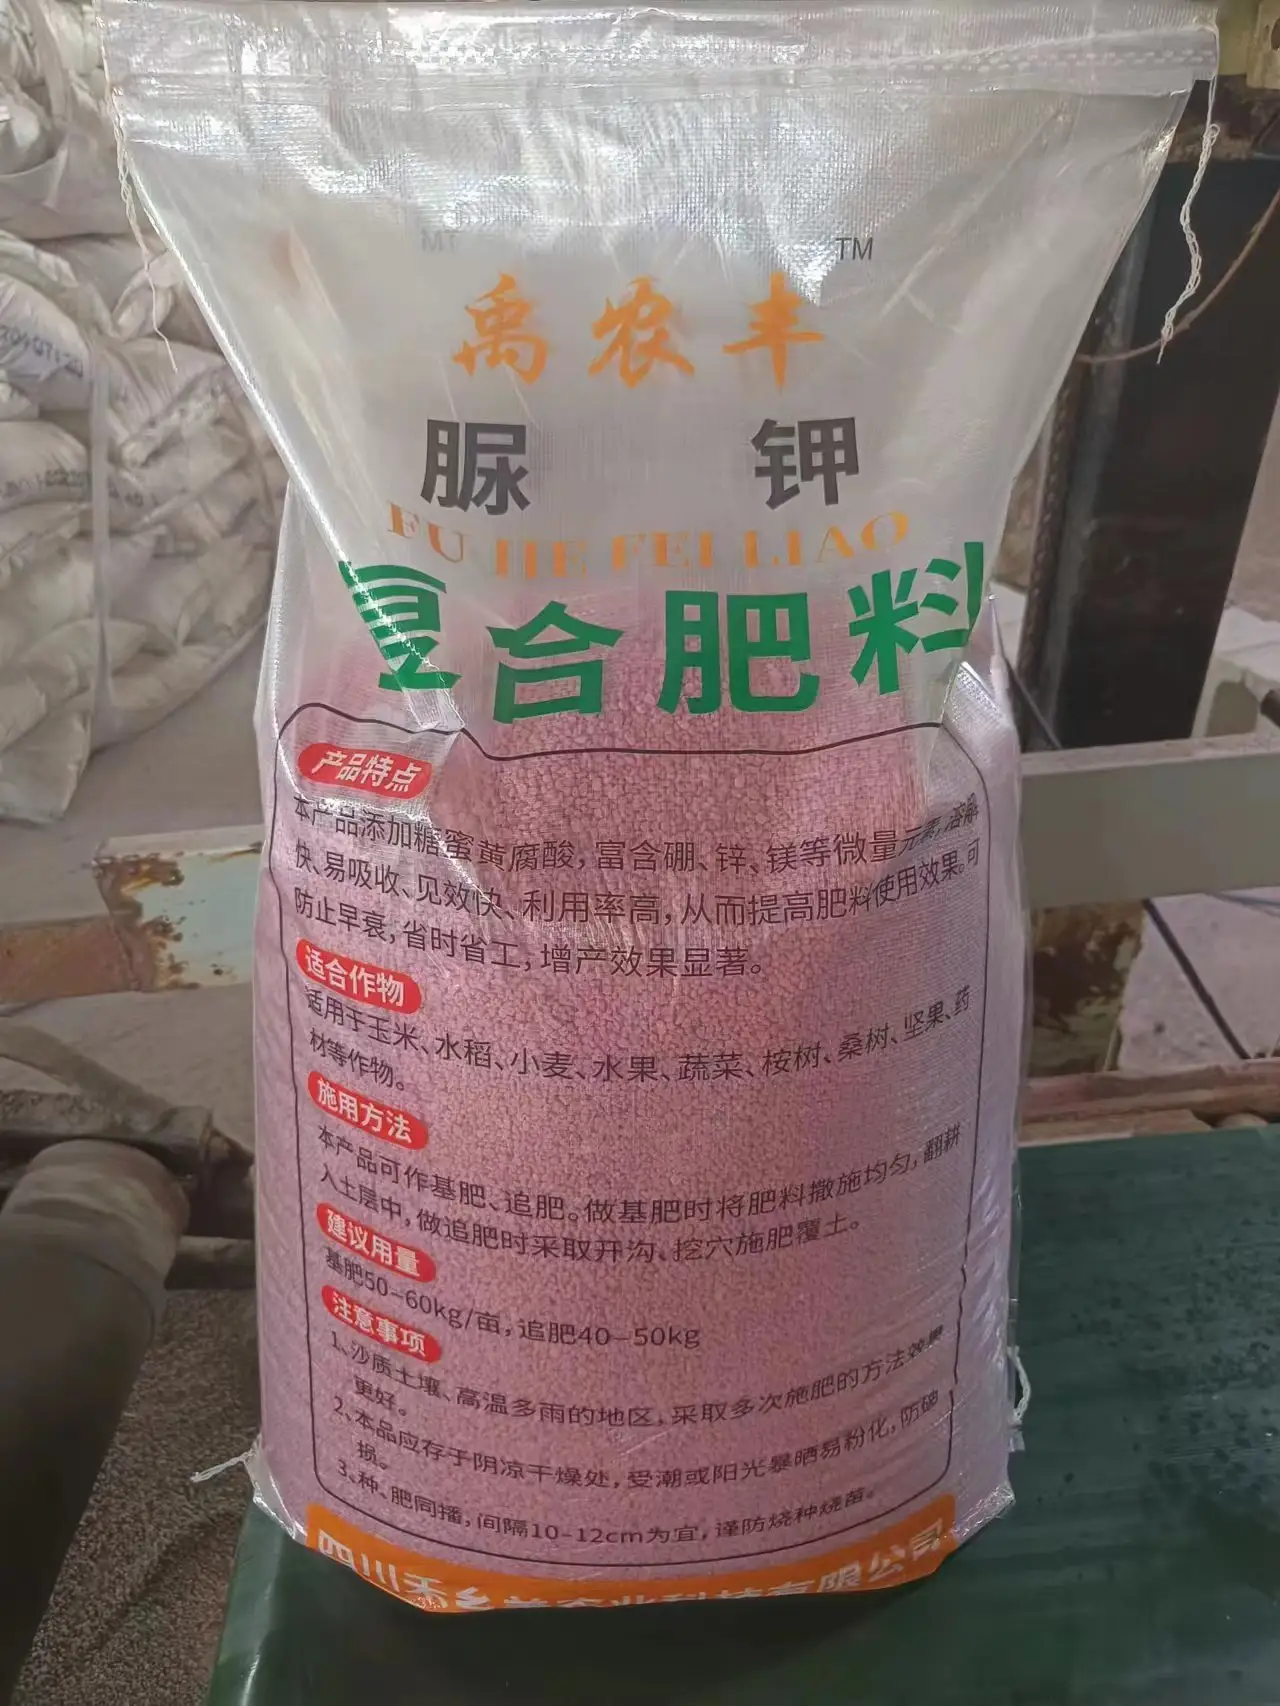 TM
禹农丰
脲 钾
FU HE FEI LIAO
复合肥料
产品特点
本产品添加糖蜜黄腐酸,富含硼、锌、镁等微量元素,溶解
快、易吸收、见效快、利用率高,从而提高肥料使用效果。可
防止早衰,省时省工,增产效果显著。
适合作物
适用于玉米、水稻、小麦、水果、蔬菜、桉树、桑树、坚果、药
材等作物。
施用方法
本产品可作基肥、追肥。做基肥时将肥料撒施均匀,翻耕
入土层中,做追肥时采取开沟、挖穴施肥覆土。
建议用量
基肥50-60kg/亩,追肥40-50kg
注意事项
1、沙质土壤、高温多雨的地区,采取多次施肥的方法效果
更好。
2、本品应存于阴凉干燥处,受潮或阳光暴晒易粉化,防破
损。
3、种、肥同播,间隔10-12cm为宜,谨防烧种烧苗。
四川禾乡 农业科技有限公司